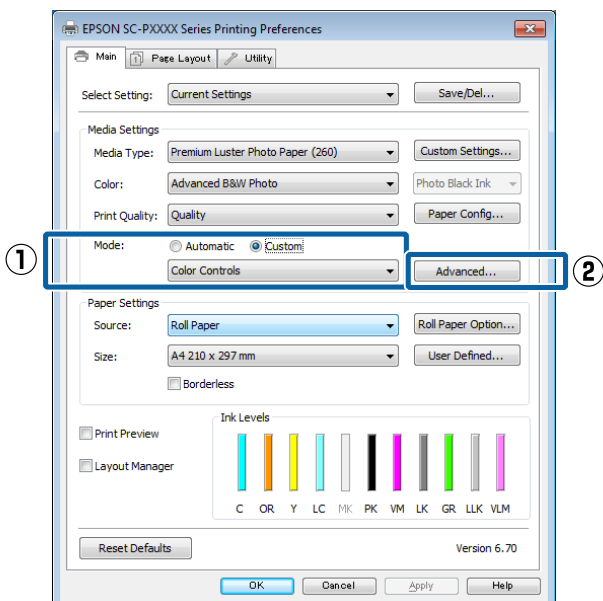 EPSON SC-PXXXX Series Printing Preferences
Main Page Layout Utility
Select Setting: Current Settings Save/Del...
Media Settings
Media Type: Premium Luster Photo Paper (260) Custom Settings...
Color: Advanced B&W Photo Photo Black Ink
Print Quality: Quality Paper Config...
Mode: Automatic Custom
① Color Controls Advanced... ②
Paper Settings
Source: Roll Paper Roll Paper Option...
Size: A4 210 x 297 mm User Defined...
Borderless
Ink Levels
Print Preview
Layout Manager
C OR Y LC MK PK VM LK GR LLK VLM
Reset Defaults Version 6.70
OK Cancel Apply Help